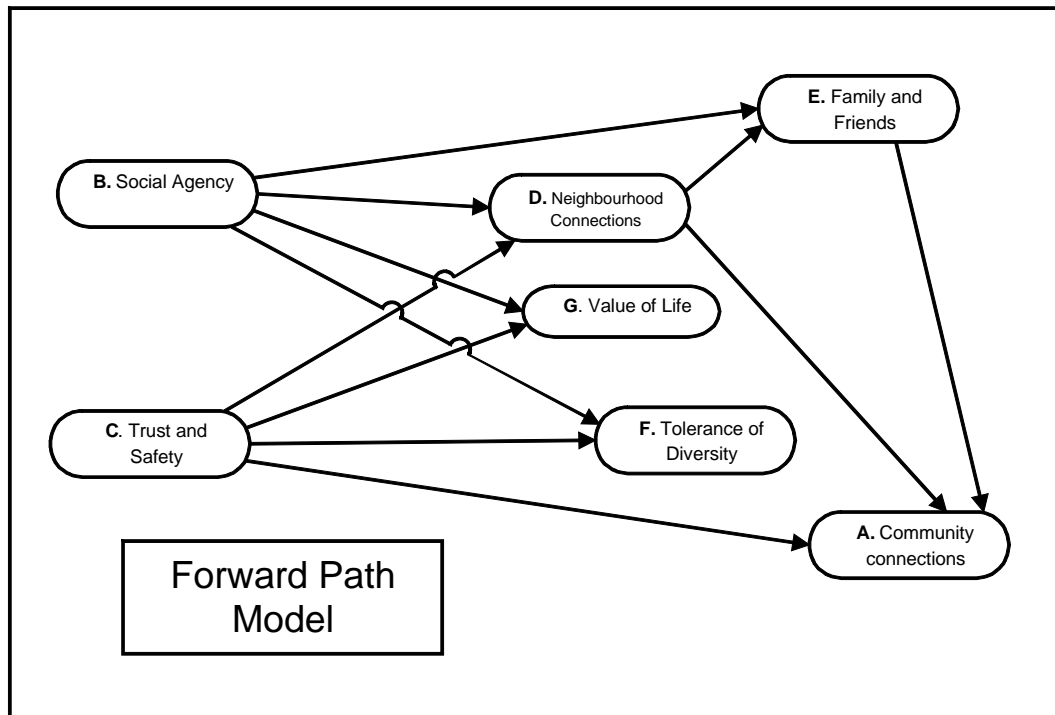 E. Family and
Friends
B. Social Agency
D. Neighbourhood
Connections
G. Value of Life
C. Trust and
Safety
F. Tolerance of
Diversity
A. Community
connections
Forward Path
Model